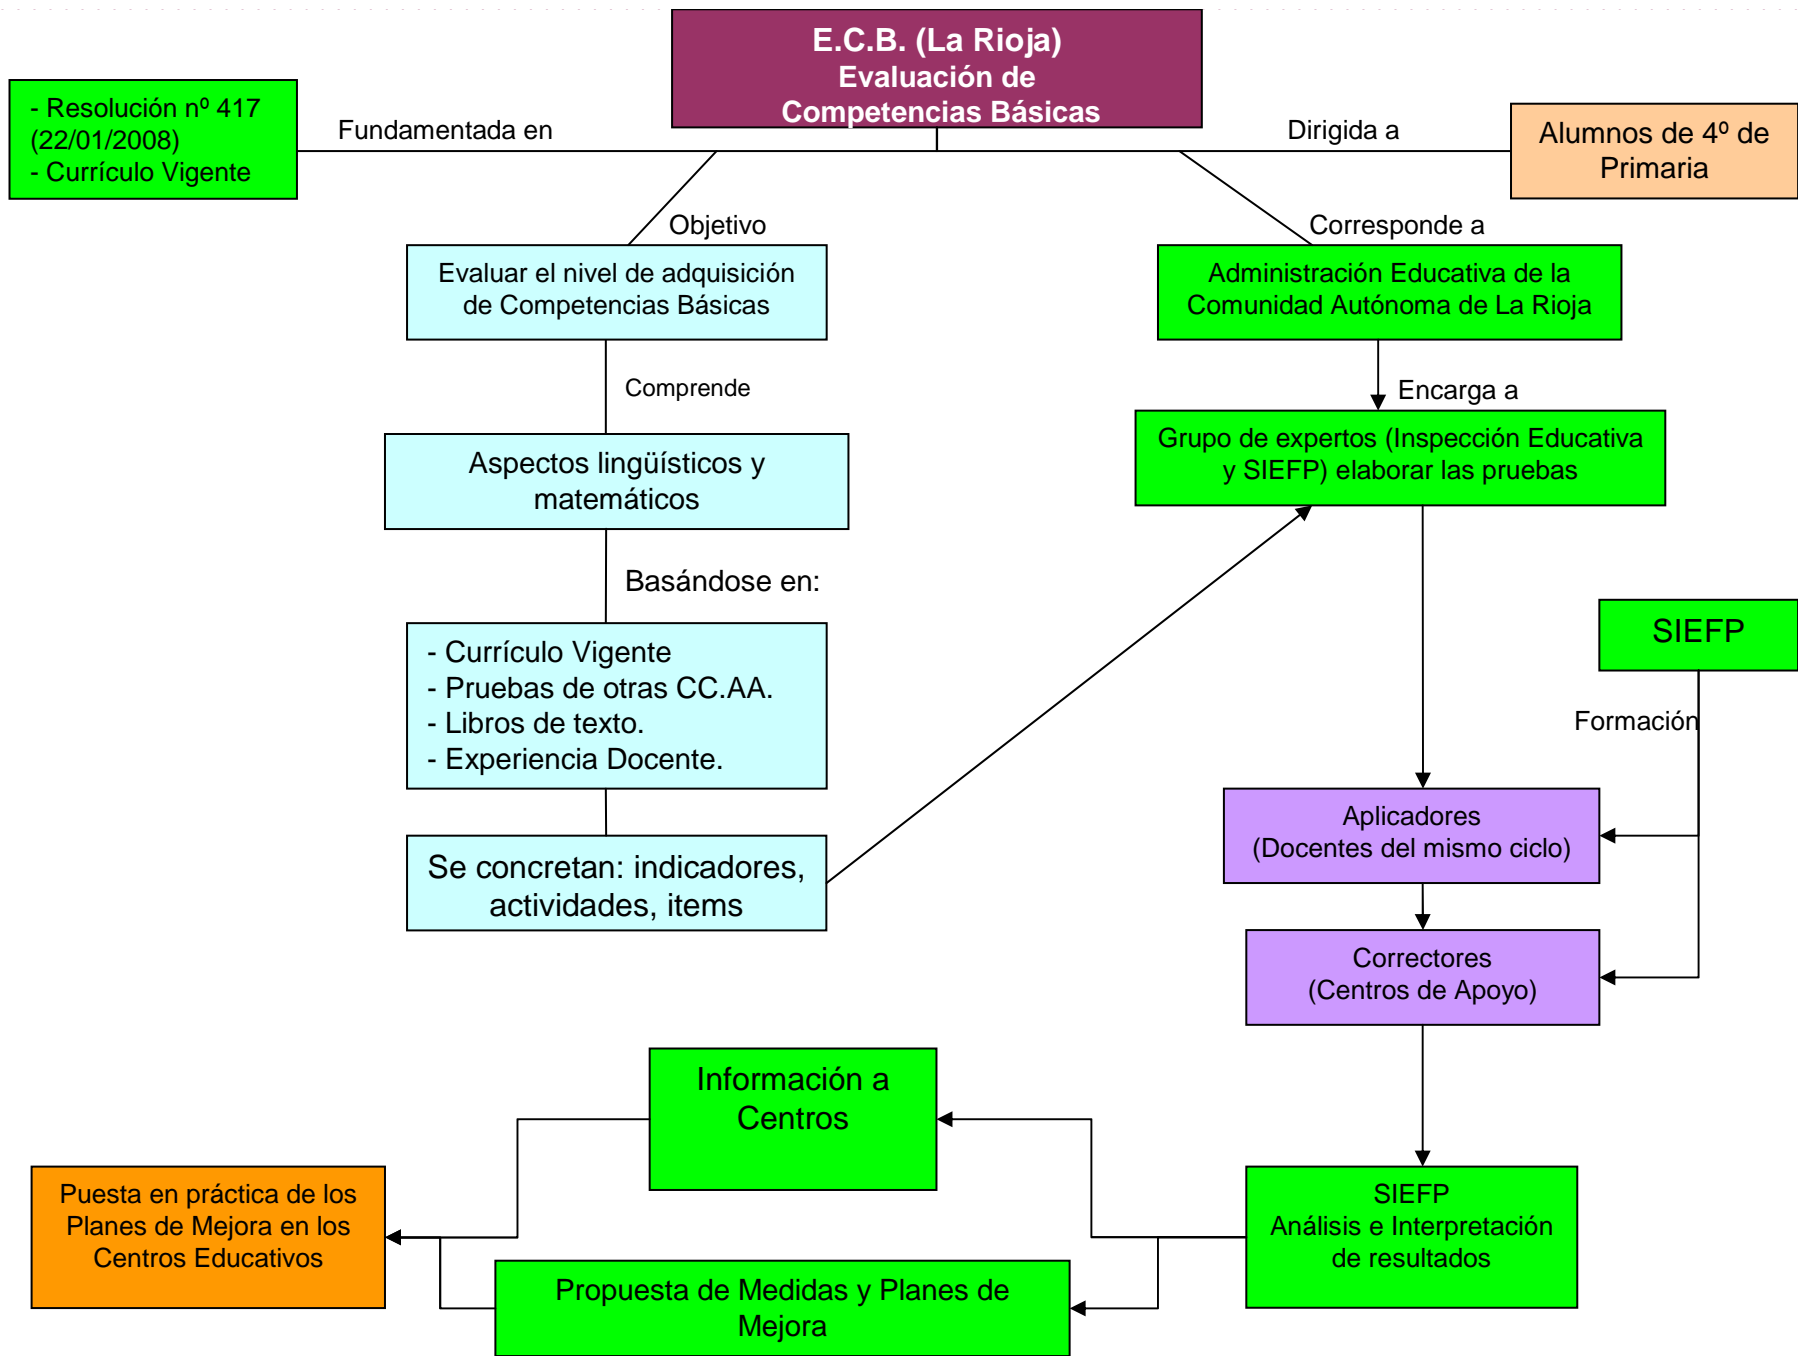 E.C.B. (La Rioja)
Evaluación de
Competencias Básicas
- Resolución nº 417
(22/01/2008)
- Currículo Vigente
Fundamentada en
Dirigida a
Alumnos de 4º de
Primaria
Objetivo
Corresponde a
Evaluar el nivel de adquisición
de Competencias Básicas
Administración Educativa de la
Comunidad Autónoma de La Rioja
Comprende
Encarga a
Aspectos lingüísticos y
matemáticos
Grupo de expertos (Inspección Educativa
y SIEFP) elaborar las pruebas
Basándose en:
- Currículo Vigente
- Pruebas de otras CC.AA.
- Libros de texto.
- Experiencia Docente.
SIEFP
Formación
Se concretan: indicadores,
actividades, items
Aplicadores
(Docentes del mismo ciclo)
Correctores
(Centros de Apoyo)
Información a
Centros
SIEFP
Análisis e Interpretación
de resultados
Puesta en práctica de los
Planes de Mejora en los
Centros Educativos
Propuesta de Medidas y Planes de
Mejora